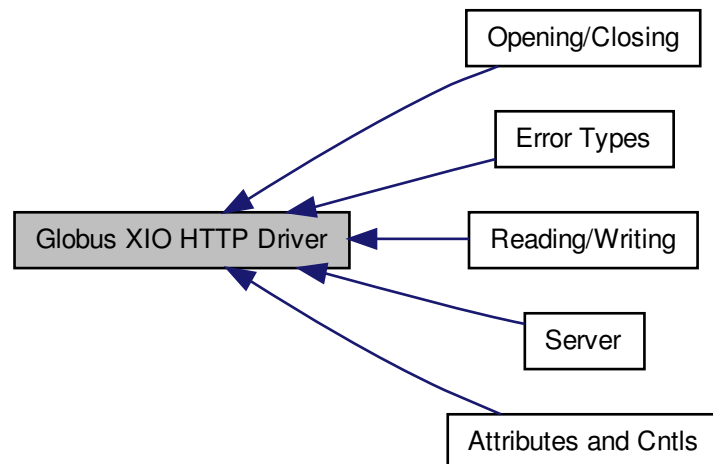 Opening/Closing
Error Types
Globus XIO HTTP Driver
Reading/Writing
Server
Attributes and Cntls